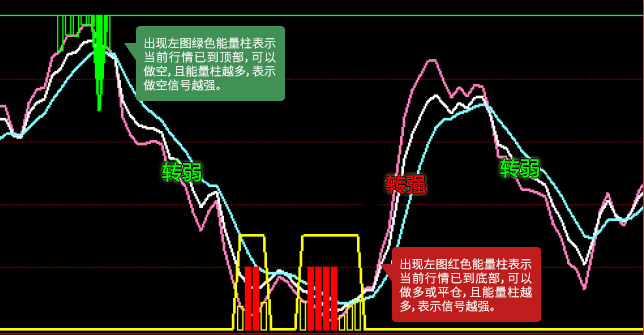 出现左图绿色能量柱表示
当前行情已到顶部,可以
做空,且能量柱越多,表示
做空信号越强。
转弱
转强
转弱
出现左图红色能量柱表示
当前行情已到底部,可以
做多或平仓,且能量柱越
多,表示信号越强。